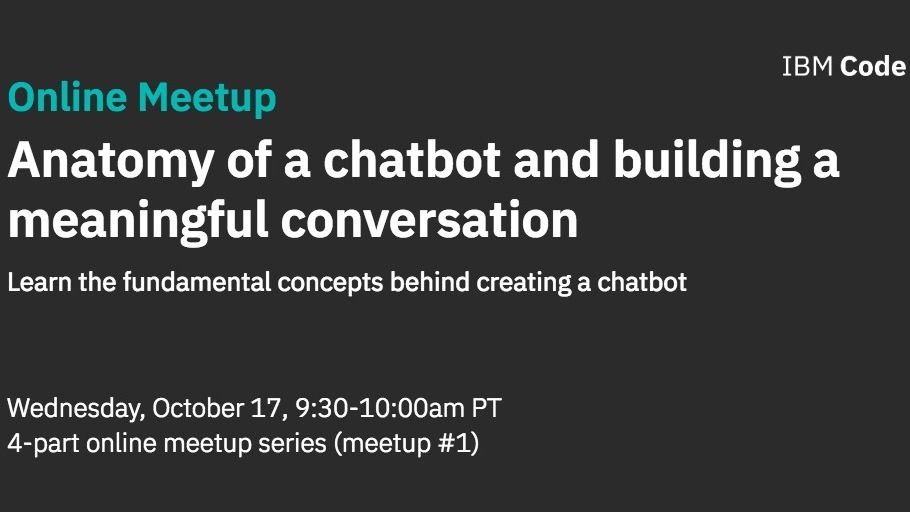 IBM Code
Online Meetup
Anatomy of a chatbot and building a
meaningful conversation
Learn the fundamental concepts behind creating a chatbot
Wednesday, October 17, 9:30-10:00am PT
4-part online meetup series (meetup #1)